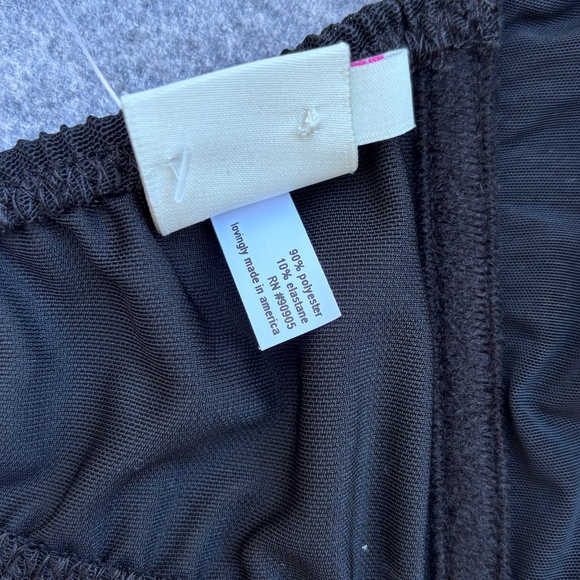 90% polyester
10% elastane
RN #90905
lovingly made in america